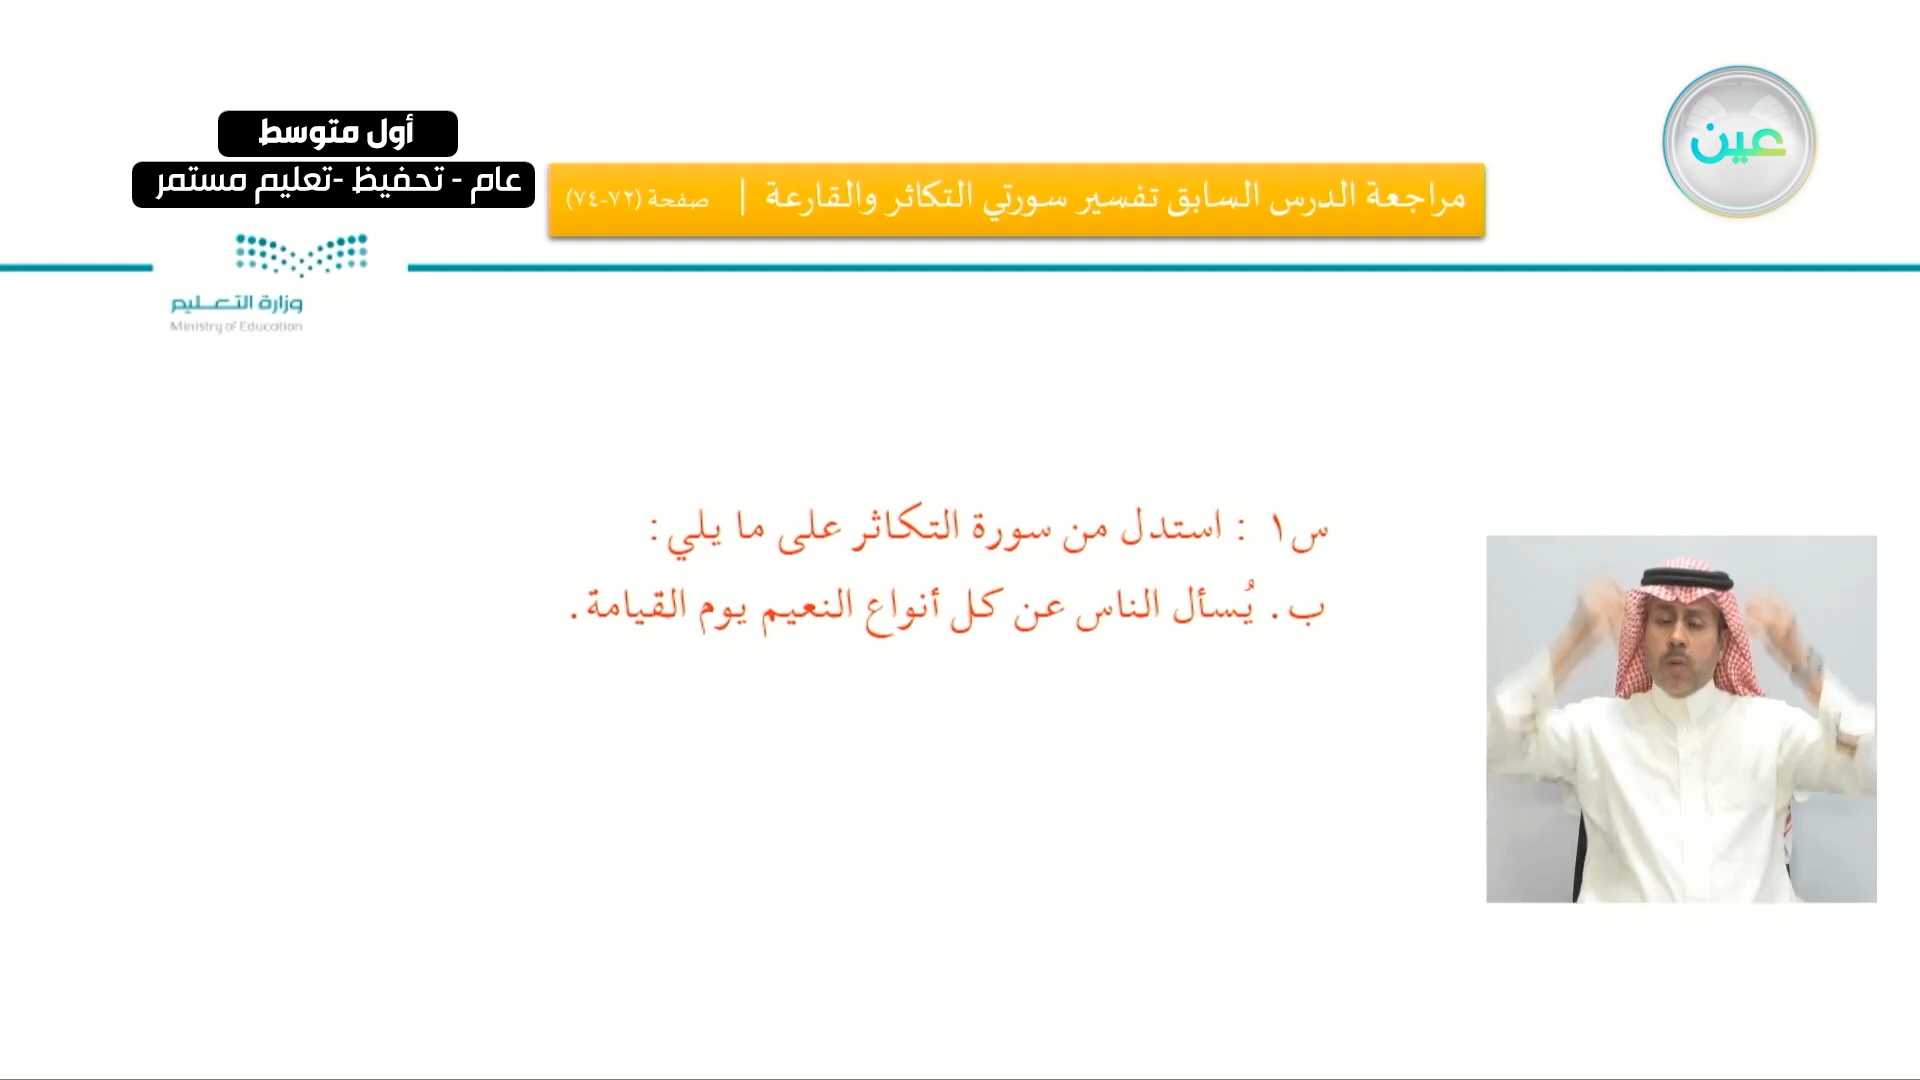 عين
أول متوسط
عام - تحفيظ -تعليم مستمر
مراجعة الدرس السابق تفسير سورتي التكاثر والقارعة | صفحة (٧٢-٧٤)
وزارة التعـــليم
Ministry of Education
س١ : استدل من سورة التكاثر على ما يلي:
ب. يُسأل الناس عن كل أنواع النعيم يوم القيامة.